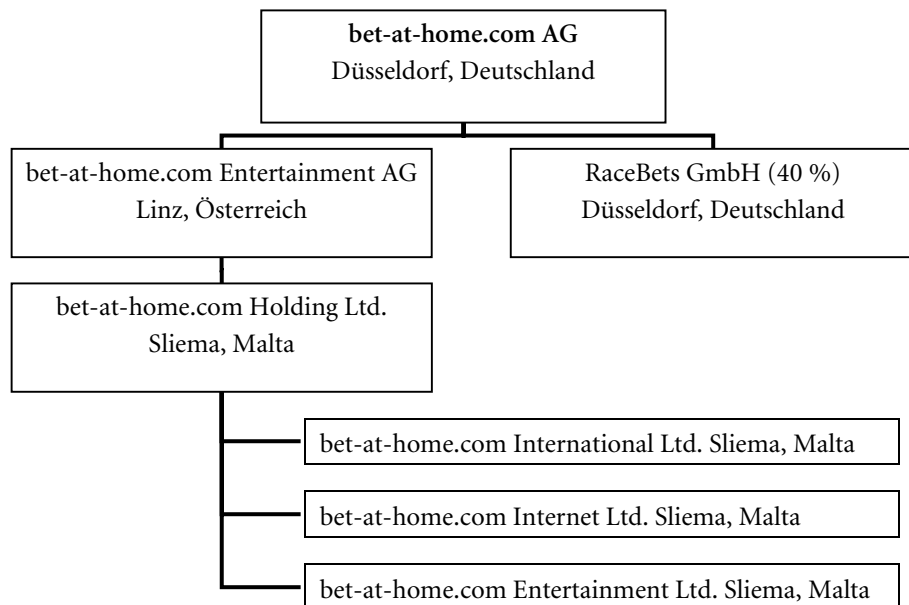 bet-at-home.com AG
Düsseldorf, Deutschland
bet-at-home.com Entertainment AG
Linz, Österreich
RaceBets GmbH (40 %)
Düsseldorf, Deutschland
bet-at-home.com Holding Ltd.
Sliema, Malta
bet-at-home.com International Ltd. Sliema, Malta
bet-at-home.com Internet Ltd. Sliema, Malta
bet-at-home.com Entertainment Ltd. Sliema, Malta